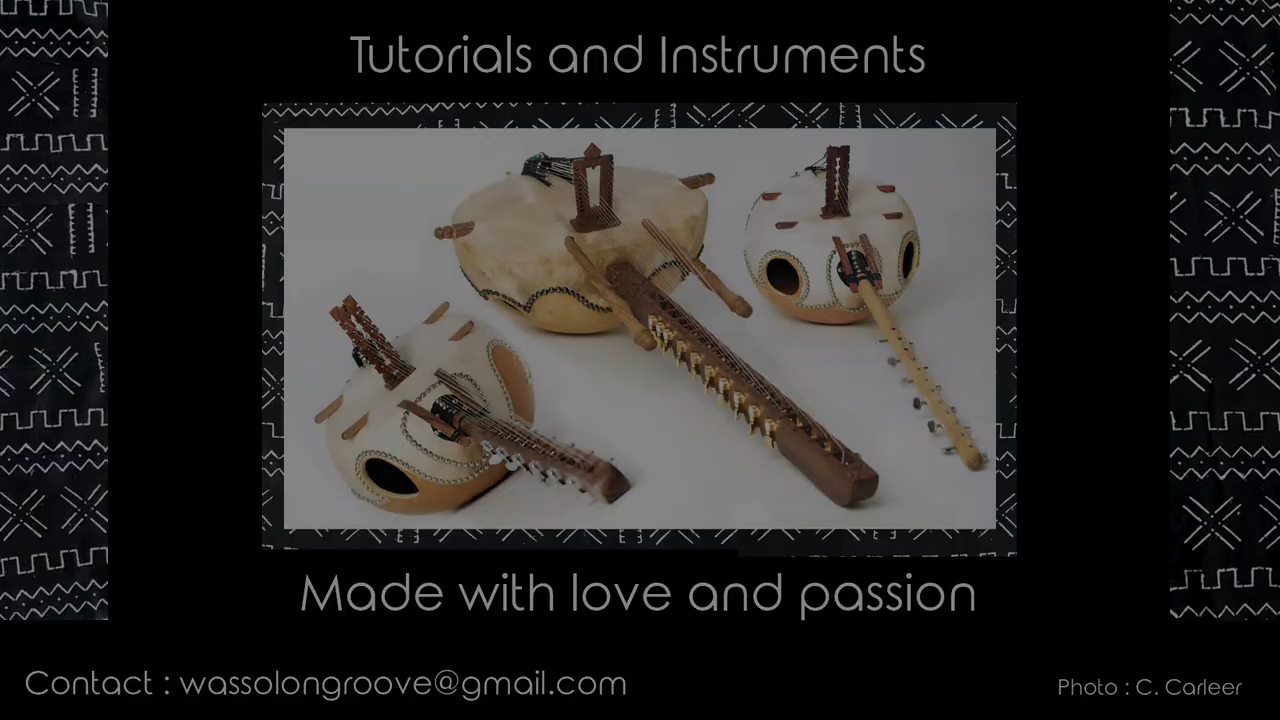 Tutorials and Instruments
Made with love and passion
Contact : wassolongroove@gmail.com
Photo : C. Carleer